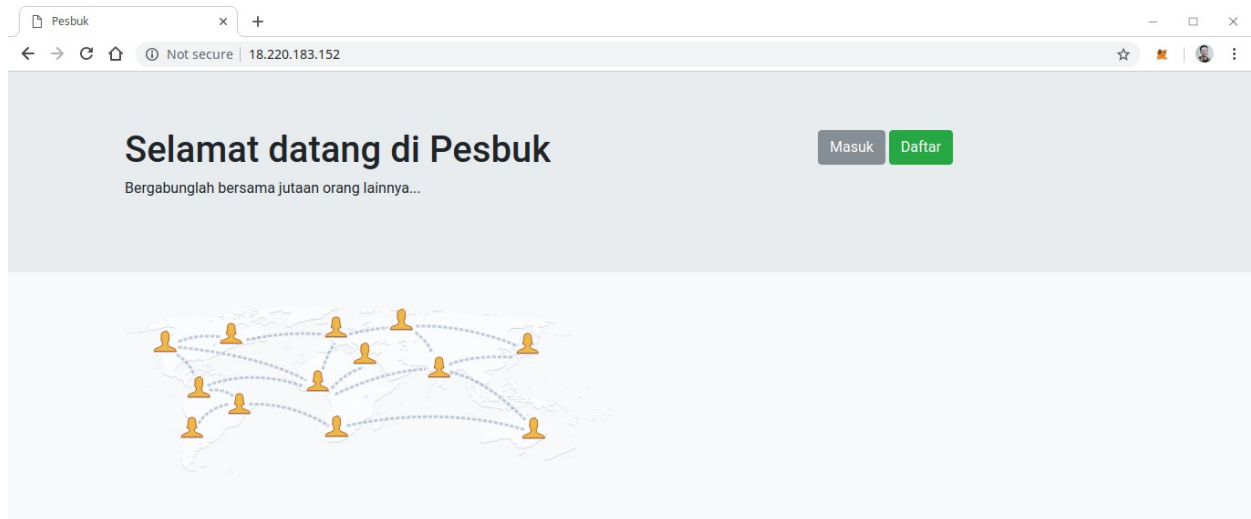 Pesbuk
Not secure | 18.220.183.152
Selamat datang di Pesbuk
Masuk Daftar
Bergabunglah bersama jutaan orang lainnya...